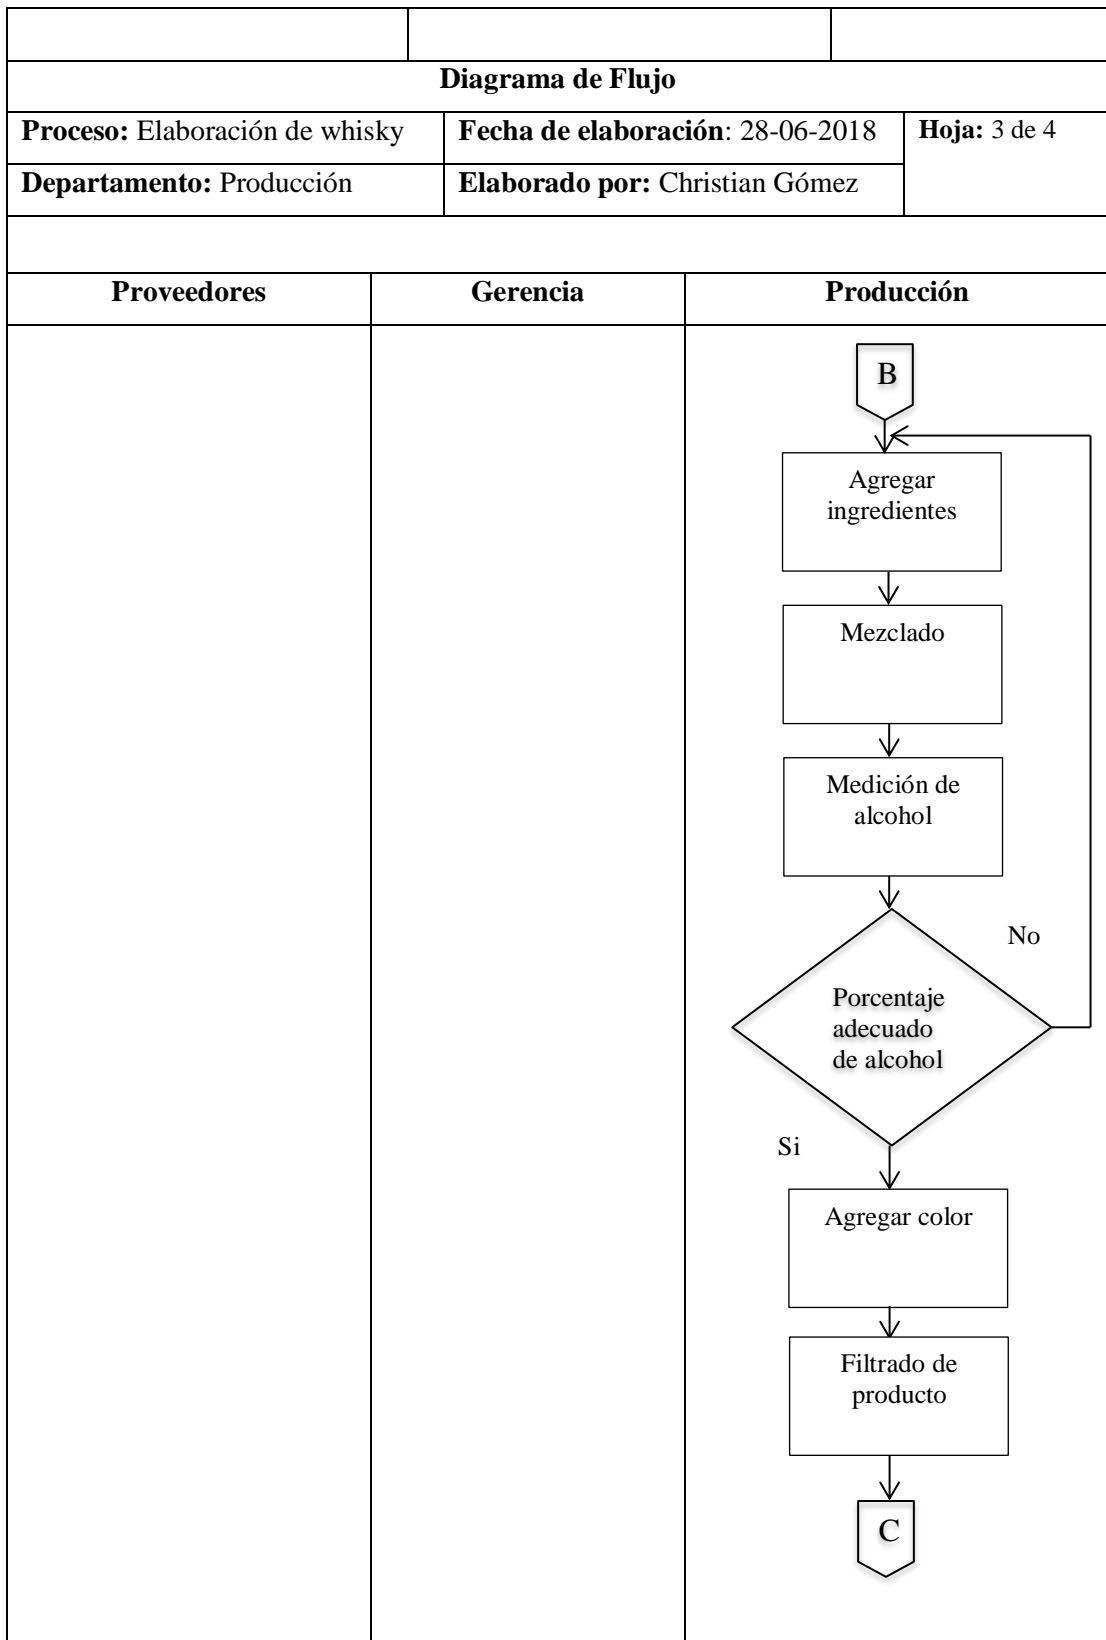 Diagrama de Flujo
Proceso: Elaboración de whisky
Fecha de elaboración: 28-06-2018
Hoja: 3 de 4
Departamento: Producción
Elaborado por: Christian Gómez
Proveedores
Gerencia
Producción
B
Agregar
ingredientes
Mezclado
Medición de
alcohol
No
Porcentaje
adecuado
de alcohol
Si
Agregar color
Filtrado de
producto
C